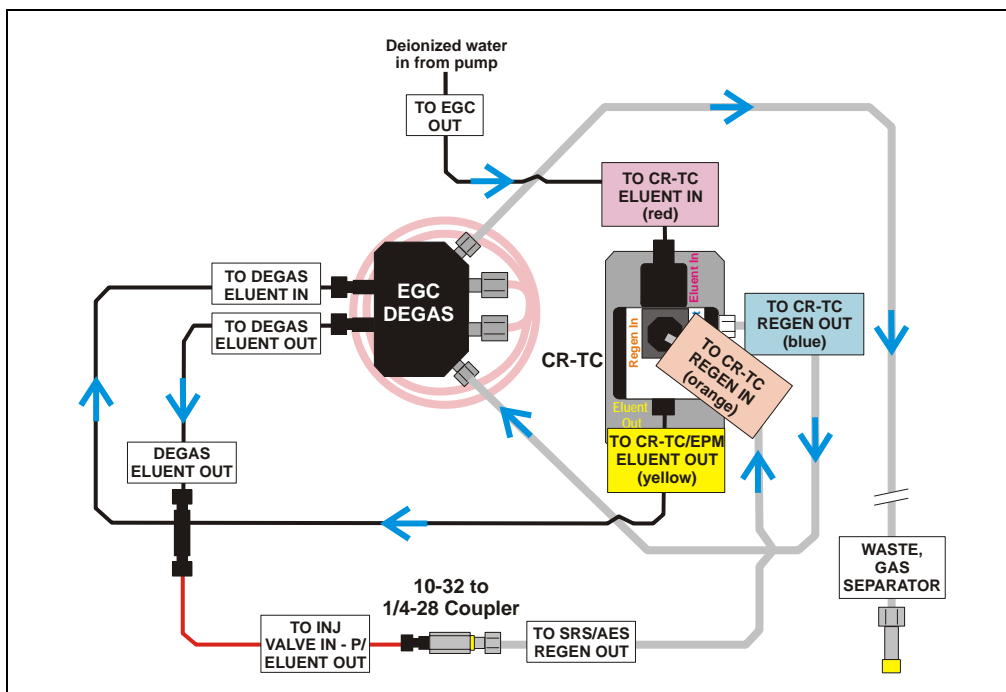 Deionized water
in from pump
TO EGC
OUT
TO CR-TC
ELUENT IN
(red)
TO DEGAS
ELUENT IN
TO DEGAS
ELUENT OUT
EGC
DEGAS
Eluent In
Regen In
CR-TC
TO CR-TC
REGEN OUT
(blue)
TO CR-TC
REGEN IN
(orange)
Eluent
Out
TO CR-TC/EPM
ELUENT OUT
(yellow)
DEGAS
ELUENT OUT
WASTE,
GAS
SEPARATOR
10-32 to
1/4-28 Coupler
TO INJ
VALVE IN - P/
ELUENT OUT
TO SRS/AES
REGEN OUT